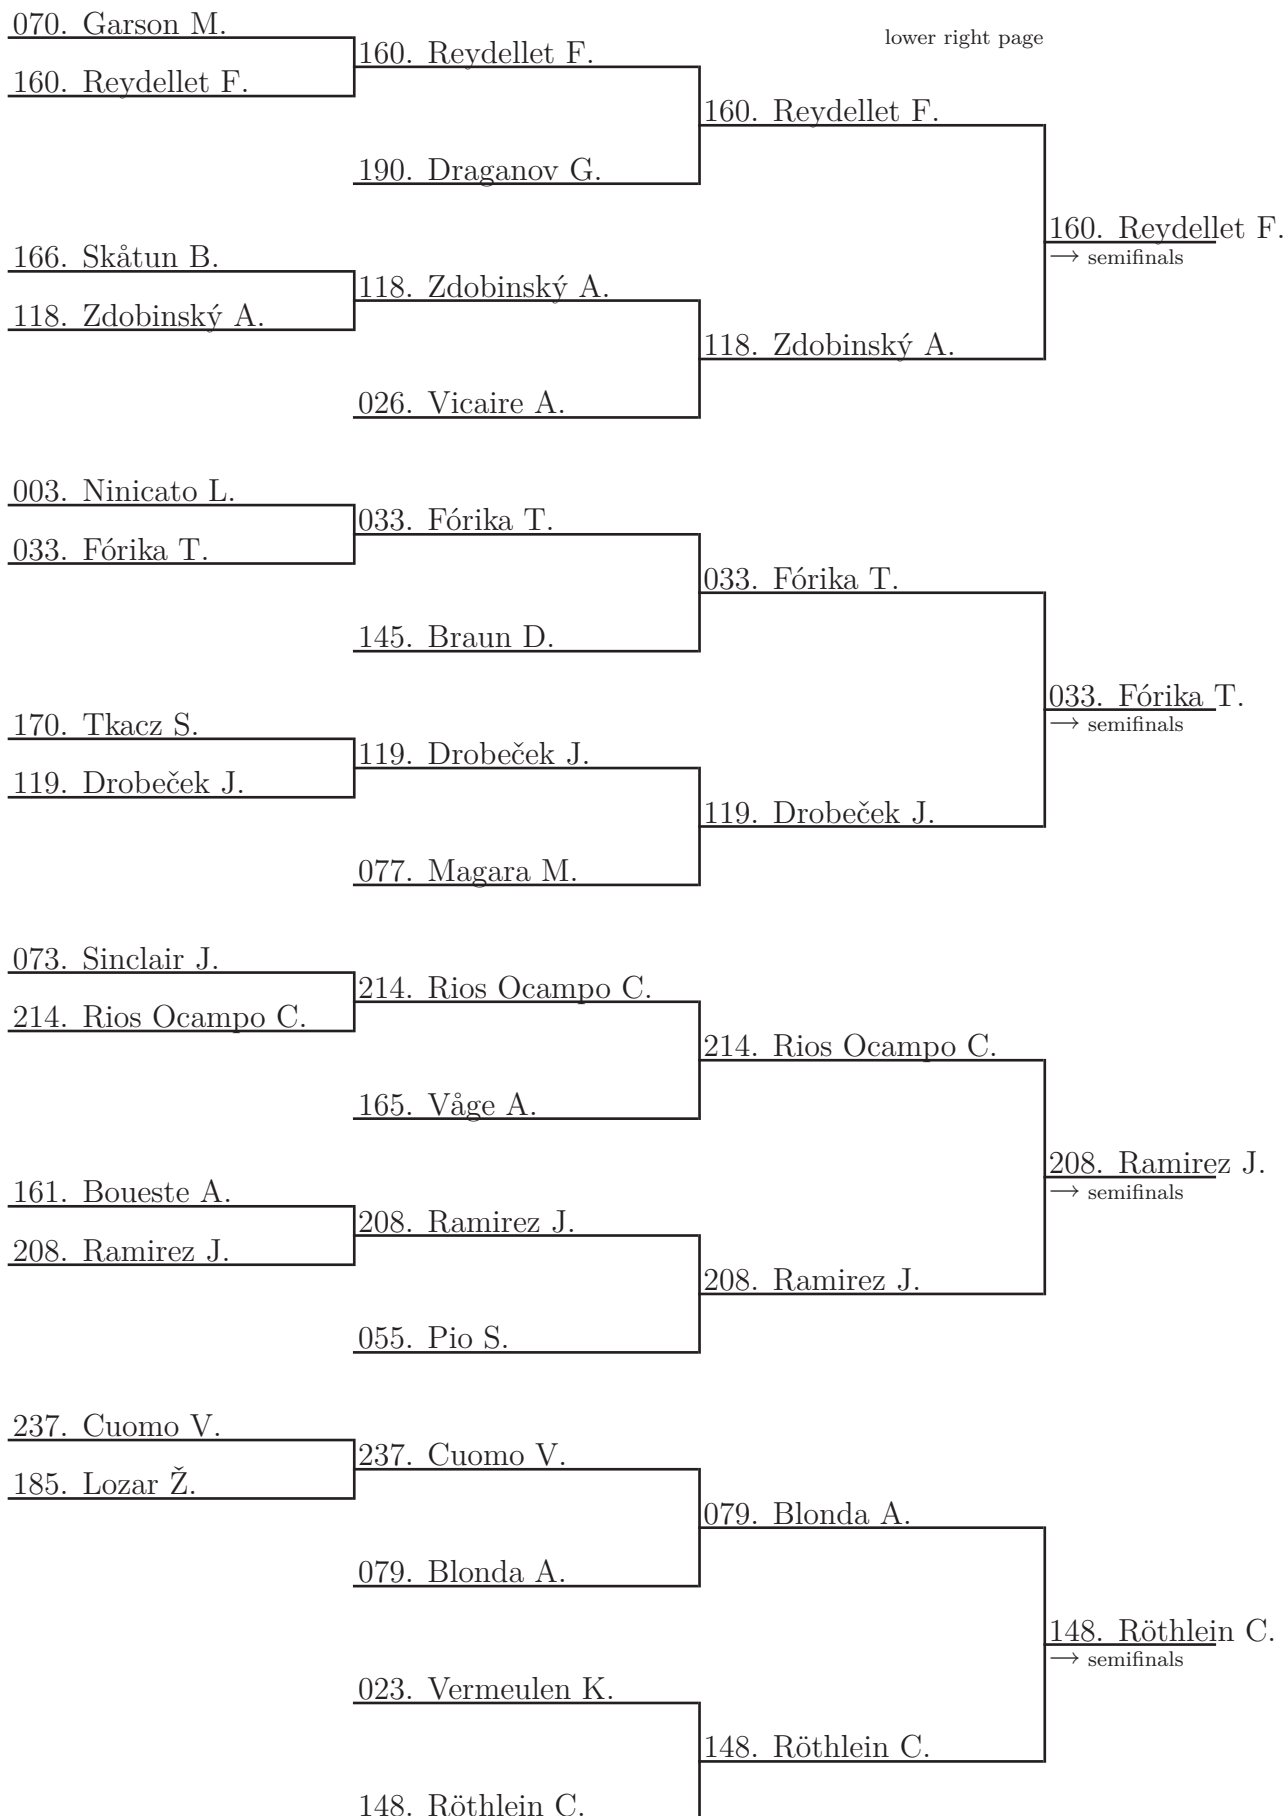 070. Garson M.
lower right page
160. Reydellet F.
160. Reydellet F.
160. Reydellet F.
190. Draganov G.
160. Reydellet F.
→ semifinals
166. Skåtun B.
118. Zdobinský A.
118. Zdobinský A.
118. Zdobinský A.
026. Vicaire A.
003. Ninicato L.
033. Fórika T.
033. Fórika T.
033. Fórika T.
145. Braun D.
033. Fórika T.
→ semifinals
170. Tkacz S.
119. Drobeček J.
119. Drobeček J.
119. Drobeček J.
077. Magara M.
073. Sinclair J.
214. Rios Ocampo C.
214. Rios Ocampo C.
214. Rios Ocampo C.
165. Våge A.
208. Ramirez J.
→ semifinals
161. Boueste A.
208. Ramirez J.
208. Ramirez J.
208. Ramirez J.
055. Pio S.
237. Cuomo V.
237. Cuomo V.
185. Lozar Ž.
079. Blonda A.
079. Blonda A.
148. Röthlein C.
→ semifinals
023. Vermeulen K.
148. Röthlein C.
148. Röthlein C.